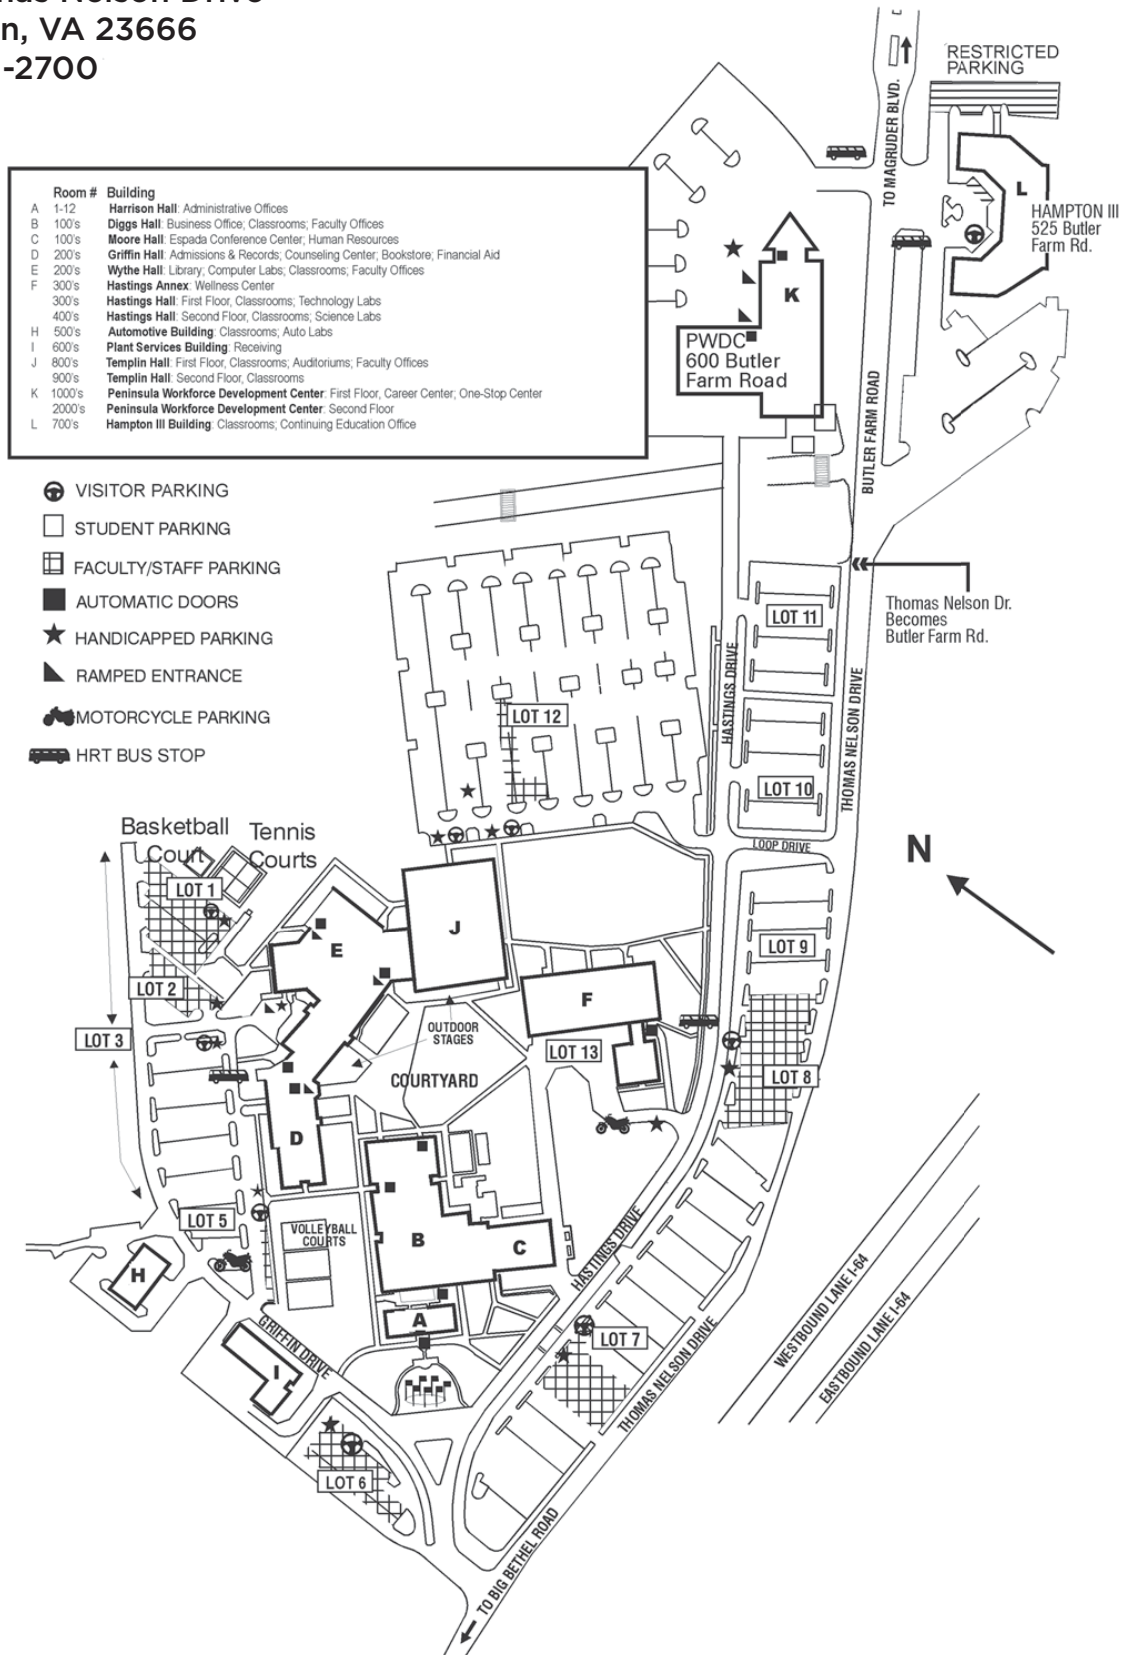 nas Nelson Drive
n, VA 23666
-2700
RESTRICTED
PARKING
TO MAGRUDER BLVD.
L
HAMPTON III
525 Butler
Farm Rd.
Room # Building
A 1-12 Harrison Hall: Administrative Offices
B 100's Diggs Hall: Business Office; Classrooms; Faculty Offices
C 100's Moore Hall: Espada Conference Center; Human Resources
D 200's Griffin Hall: Admissions & Records; Counseling Center; Bookstore; Financial Aid
E 200's Wythe Hall: Library; Computer Labs; Classrooms; Faculty Offices
F 300's Hastings Annex: Wellness Center
300's Hastings Hall: First Floor, Classrooms; Technology Labs
400's Hastings Hall: Second Floor, Classrooms; Science Labs
H 500's Automotive Building: Classrooms; Auto Labs
I 600's Plant Services Building: Receiving
J 800's Templin Hall: First Floor, Classrooms; Auditoriums; Faculty Offices
900's Templin Hall: Second Floor, Classrooms
K 1000's Peninsula Workforce Development Center: First Floor, Career Center; One-Stop Center
2000's Peninsula Workforce Development Center: Second Floor
L 700's Hampton III Building: Classrooms; Continuing Education Office
K
PWDC
600 Butler
Farm Road
BUTLER FARM ROAD
VISITOR PARKING
STUDENT PARKING
FACULTY/STAFF PARKING
AUTOMATIC DOORS
HANDICAPPED PARKING
RAMPED ENTRANCE
MOTORCYCLE PARKING
HRT BUS STOP
Thomas Nelson Dr.
Becomes
Butler Farm Rd.
LOT 11
HASTINGS DRIVE
THOMAS NELSON DRIVE
LOT 12
LOT 10
LOOP DRIVE
N
Basketball
Court
Tennis
Courts
LOT 1
J
E
LOT 9
LOT 2
F
LOT 3
OUTDOOR
STAGES
LOT 13
COURTYARD
LOT 8
D
LOT 5
VOLLEYBALL
COURTS
B
C
H
HASTINGS DRIVE
A
LOT 7
GRIFFIN DRIVE
I
THOMAS NELSON DRIVE
WESTBOUND LANE I-64
EASTBOUND LANE I-64
LOT 6
TO BIG BETHEL ROAD